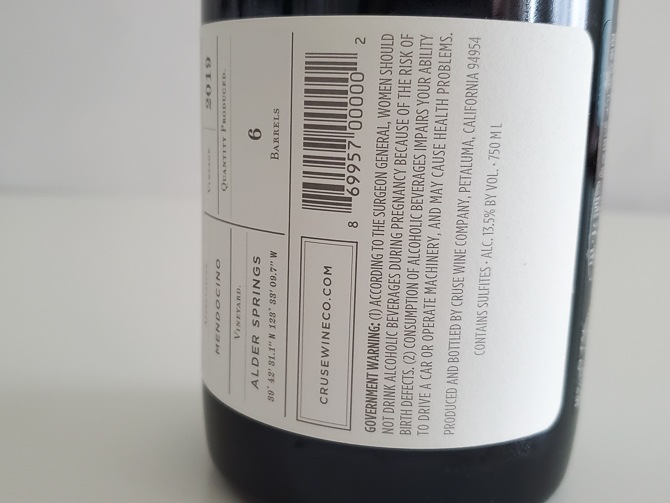 VINTAGE:
2019
QUANTITY PRODUCED:
6
BARRELS
MENDOCINO
VINEYARD:
ALDER SPRINGS
39° 42' 31.1" N 123° 33' 09.7" W
8 69957 00000 2
CRUSEWINECO.COM
GOVERNMENT WARNING: (1) ACCORDING TO THE SURGEON GENERAL, WOMEN SHOULD
NOT DRINK ALCOHOLIC BEVERAGES DURING PREGNANCY BECAUSE OF THE RISK OF
BIRTH DEFECTS. (2) CONSUMPTION OF ALCOHOLIC BEVERAGES IMPAIRS YOUR ABILITY
TO DRIVE A CAR OR OPERATE MACHINERY, AND MAY CAUSE HEALTH PROBLEMS.
PRODUCED AND BOTTLED BY CRUSE WINE COMPANY, PETALUMA, CALIFORNIA 94954
CONTAINS SULFITES • ALC. 13.5% BY VOL. • 750 ML